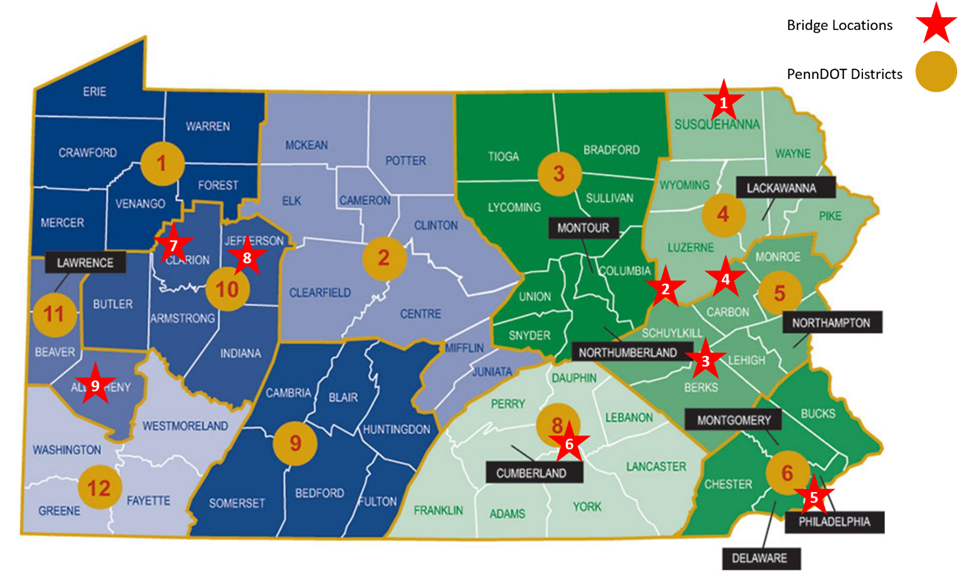 Bridge Locations
PennDOT Districts
ERIE
WARREN
CRAWFORD
1
FOREST
VENANGO
MERCER
MCKEAN
POTTER
ELK
CAMERON
CLINTON
2
CLEARFIELD
CENTRE
MIFFLIN
JUNIATA
TIOGA
BRADFORD
3
LYCOMING
SULLIVAN
MONTOUR
COLUMBIA
UNION
SNYDER
NORTHUMBERLAND
1
SUSQUEHANNA
WAYNE
WYOMING
LACKAWANNA
4
PIKE
LUZERNE
2
4
MONROE
5
CARBON
NORTHAMPTON
SCHUYLKILL
3
LEHIGH
BERKS
7
CLARION
JEFFERSON
8
10
BUTLER
ARMSTRONG
INDIANA
LAWRENCE
11
BEAVER
9
ALLEGHENY
WESTMORELAND
WASHINGTON
12
GREENE
FAYETTE
CAMBRIA
BLAIR
HUNTINGDON
9
SOMERSET
BEDFORD
FULTON
DAUPHIN
PERRY
8
6
LEBANON
CUMBERLAND
LANCASTER
FRANKLIN
ADAMS
YORK
MONTGOMERY
BUCKS
6
CHESTER
5
PHILADELPHIA
DELAWARE